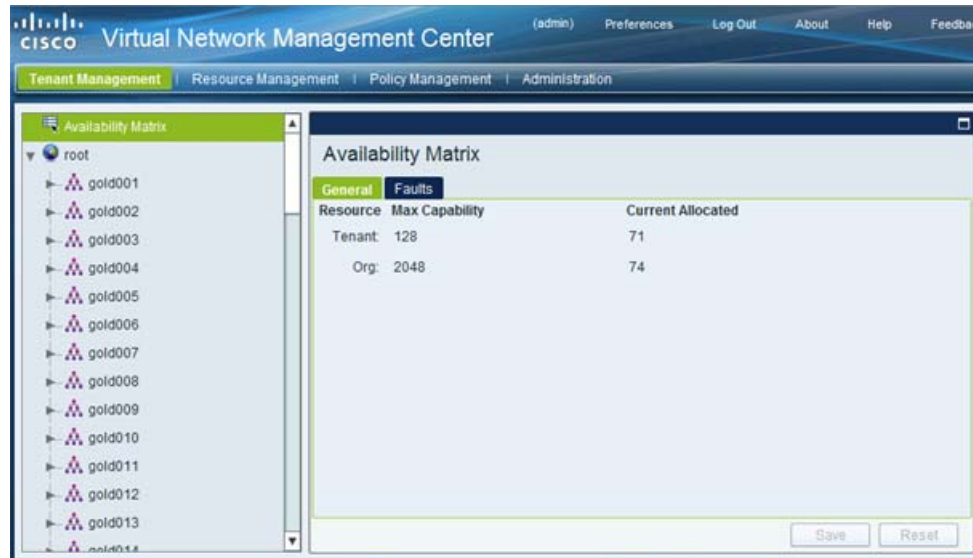 CISCO Virtual Network Management Center
(admin) Preferences Log Out About Help Feedba
Tenant Management | Resource Management | Policy Management | Administration
Availability Matrix
root
gold001
gold002
gold003
gold004
gold005
gold006
gold007
gold008
gold009
gold010
gold011
gold012
gold013
gold014
Availability Matrix
General Faults
Resource Max Capability Current Allocated
Tenant: 128 71
Org: 2048 74
Save Reset